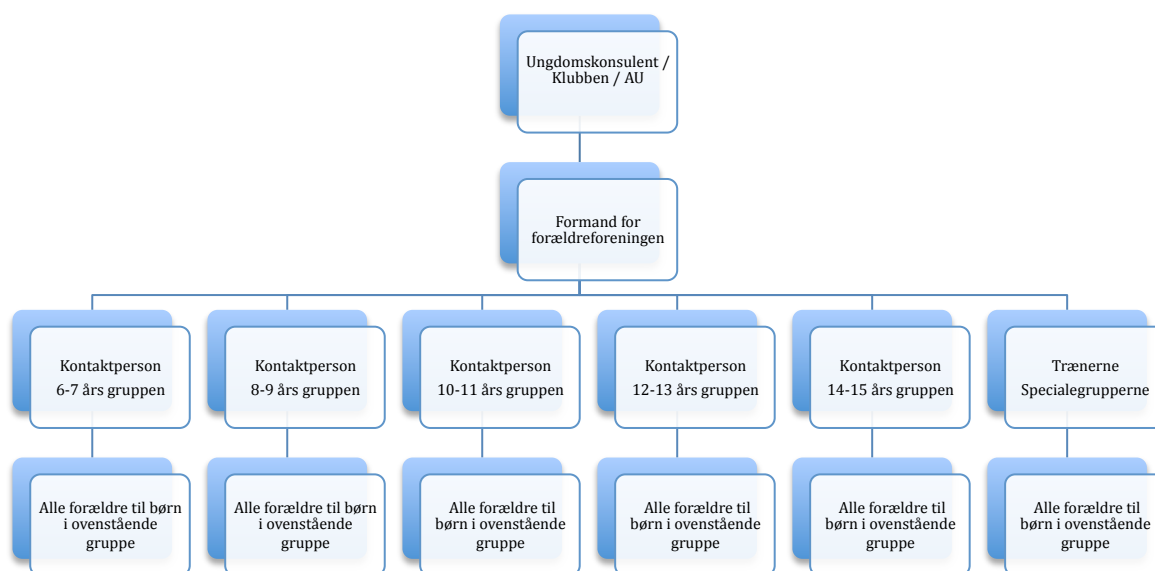 Ungdomskonsulent /
Klubben / AU
Formand for
forældreforeningen
Kontaktperson
6-7 års gruppen
Kontaktperson
8-9 års gruppen
Kontaktperson
10-11 års gruppen
Kontaktperson
12-13 års gruppen
Kontaktperson
14-15 års gruppen
Trænerne
Specialegrupperne
Alle forældre til børn
i ovenstående
gruppe
Alle forældre til børn
i ovenstående
gruppe
Alle forældre til
børn i ovenstående
gruppe
Alle forældre til
børn i ovenstående
gruppe
Alle forældre til
børn i ovenstående
gruppe
Alle forældre til
børn i ovenstående
gruppe